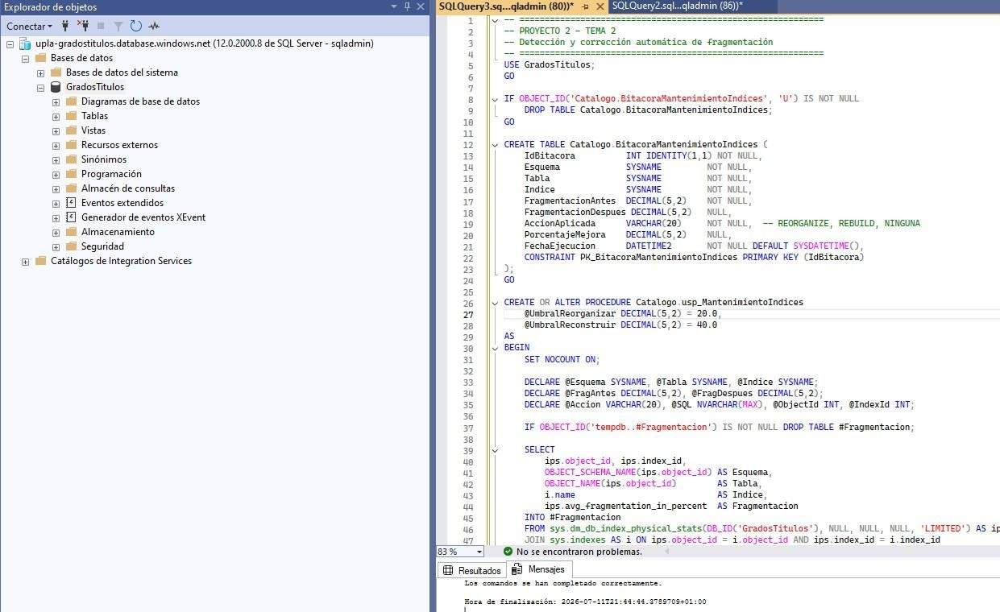 Explorador de objetos
Conectar
upla-gradostitulos.database.windows.net (12.0.2000.8 de SQL Server - sqladmin)
Bases de datos
Bases de datos del sistema
GradosTitulos
Diagramas de base de datos
Tablas
Vistas
Recursos externos
Sinónimos
Programación
Almacén de consultas
Eventos extendidos
Generador de eventos XEvent
Almacenamiento
Seguridad
Catálogos de Integration Services
SQLQuery3.sq...qladmin (80))* SQLQuery2.sql...qladmin (86))*
1 -- ============================================================
2 -- PROYECTO 2 - TEMA 2
3 -- Detección y corrección automática de fragmentación
4 -- ============================================================
5 USE GradosTitulos;
6 GO
7
8 IF OBJECT_ID('Catalogo.BitacoraMantenimientoIndices', 'U') IS NOT NULL
9 DROP TABLE Catalogo.BitacoraMantenimientoIndices;
10 GO
11
12 CREATE TABLE Catalogo.BitacoraMantenimientoIndices (
13 IdBitacora INT IDENTITY(1,1) NOT NULL,
14 Esquema SYSNAME NOT NULL,
15 Tabla SYSNAME NOT NULL,
16 Indice SYSNAME NOT NULL,
17 FragmentacionAntes DECIMAL(5,2) NOT NULL,
18 FragmentacionDespues DECIMAL(5,2) NULL,
19 AccionAplicada VARCHAR(20) NOT NULL, -- REORGANIZE, REBUILD, NINGUNA
20 PorcentajeMejora DECIMAL(5,2) NULL,
21 FechaEjecucion DATETIME2 NOT NULL DEFAULT SYSDATETIME(),
22 CONSTRAINT PK_BitacoraMantenimientoIndices PRIMARY KEY (IdBitacora)
23 );
24 GO
25
26 CREATE OR ALTER PROCEDURE Catalogo.usp_MantenimientoIndices
27 @UmbralReorganizar DECIMAL(5,2) = 20.0,
28 @UmbralReconstruir DECIMAL(5,2) = 40.0
29 AS
30 BEGIN
31 SET NOCOUNT ON;
32
33 DECLARE @Esquema SYSNAME, @Tabla SYSNAME, @Indice SYSNAME;
34 DECLARE @FragAntes DECIMAL(5,2), @FragDespues DECIMAL(5,2);
35 DECLARE @Accion VARCHAR(20), @SQL NVARCHAR(MAX), @ObjectId INT, @IndexId INT;
36
37 IF OBJECT_ID('tempdb..#Fragmentacion') IS NOT NULL DROP TABLE #Fragmentacion;
38
39 SELECT
40 ips.object_id, ips.index_id,
41 OBJECT_SCHEMA_NAME(ips.object_id) AS Esquema,
42 OBJECT_NAME(ips.object_id) AS Tabla,
43 i.name AS Indice,
44 ips.avg_fragmentation_in_percent AS Fragmentacion
45 INTO #Fragmentacion
46 FROM sys.dm_db_index_physical_stats(DB_ID('GradosTitulos'), NULL, NULL, NULL, 'LIMITED') AS ip
47 JOIN sys.indexes AS i ON ips.object_id = i.object_id AND ips.index_id = i.index_id
83 % No se encontraron problemas.
Resultados Mensajes
Los comandos se han completado correctamente.
Hora de finalización: 2026-07-11T21:44:44.3789709+01:00